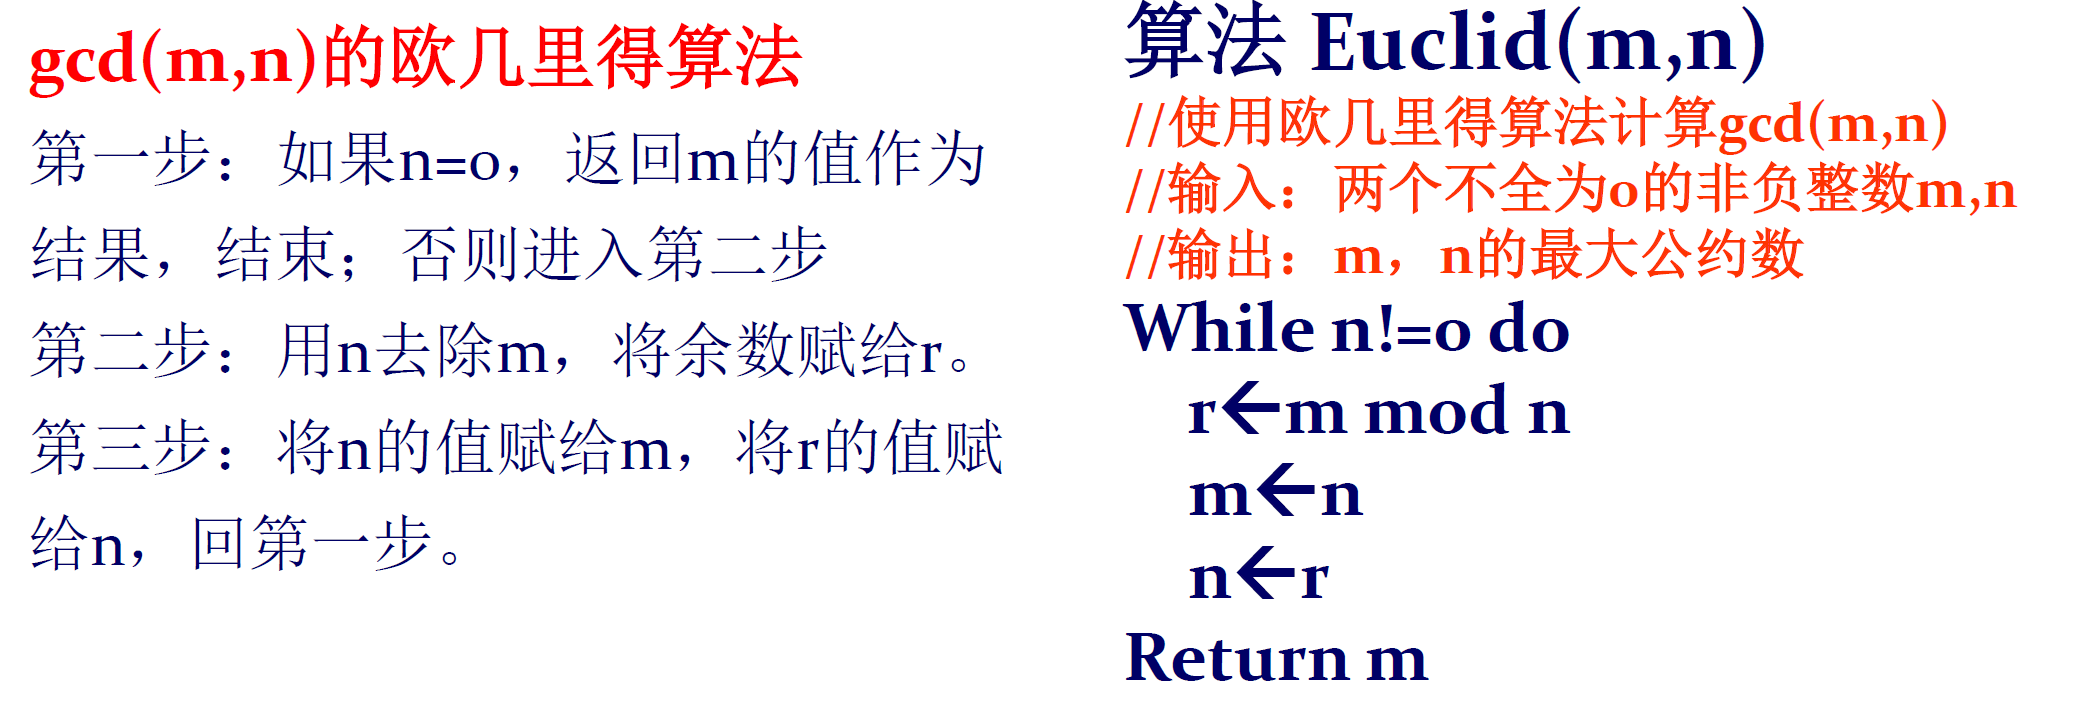 gcd(m,n)的欧几里得算法
第一步：如果n=0，返回m的值作为
结果，结束；否则进入第二步
第二步：用n去除m，将余数赋给r。
第三步：将n的值赋给m，将r的值赋
给n，回第一步。
算法 Euclid(m,n)
//使用欧几里得算法计算gcd(m,n)
//输入：两个不全为0的非负整数m,n
//输出：m，n的最大公约数
While n!=0 do
r←m mod n
m←n
n←r
Return m